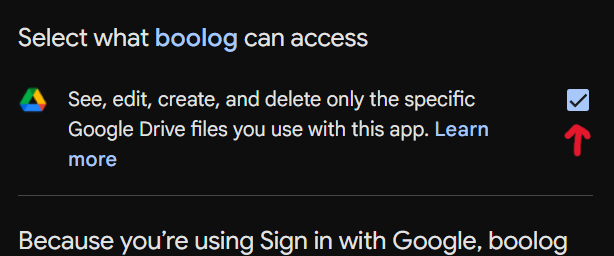 Select what boolog can access
See, edit, create, and delete only the specific
Google Drive files you use with this app. Learn
more
Because you’re using Sign in with Google, boolog